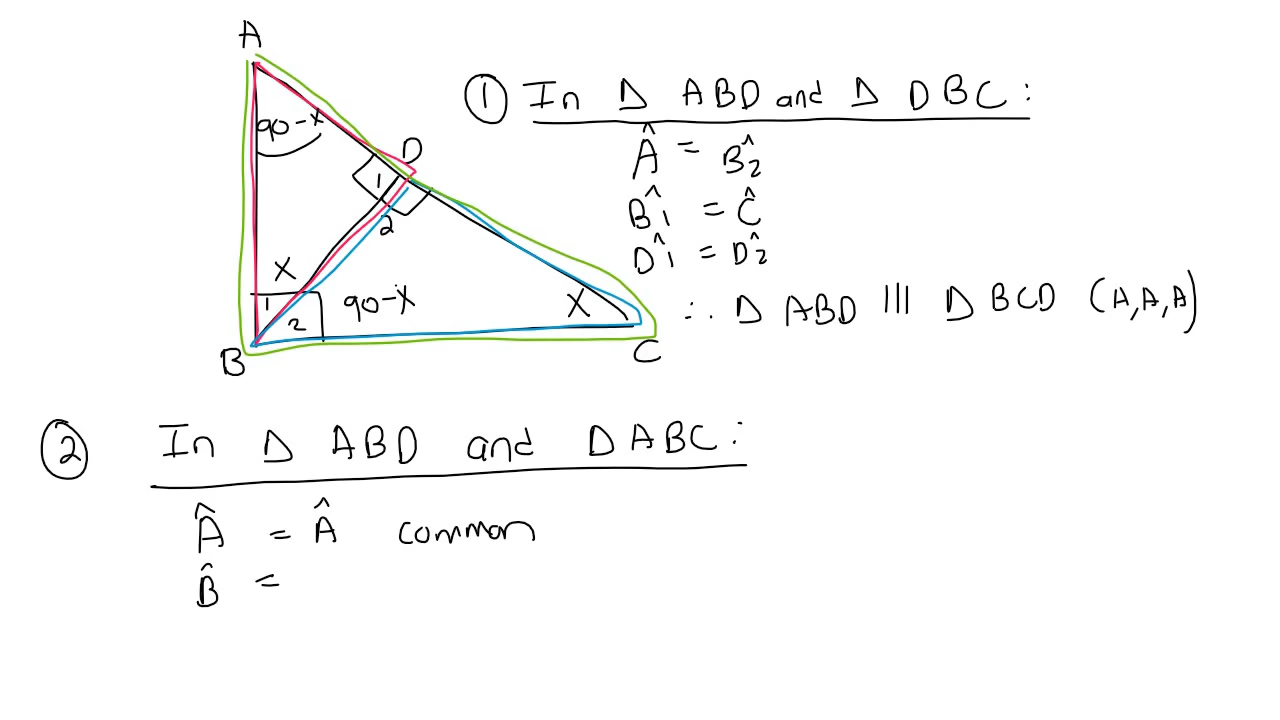 A
90-x
D
1
2
X
1
2
90-x
X
B
C
① In Δ ABD and Δ DBC:
Â = B̂2
B̂1 = Ĉ
D̂1 = D̂2
∴ Δ ABD ||| Δ BCD (A,A,A)
② In Δ ABD and Δ ABC:
Â = Â common
B̂ =